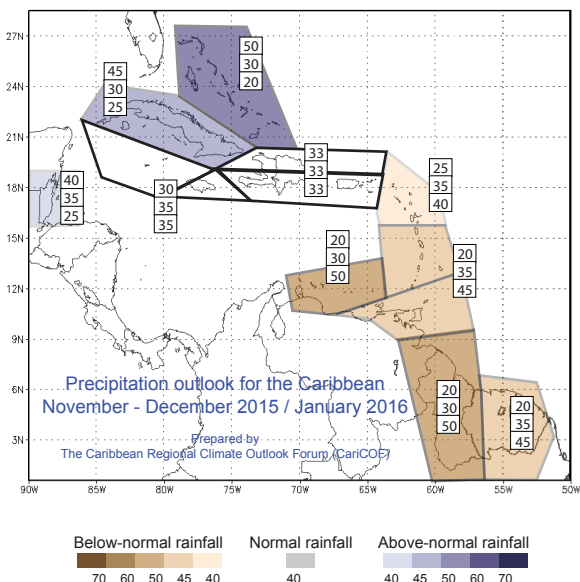 27N
24N
21N
18N
15N
12N
9N
6N
3N
90W 85W 80W 75W 70W 65W 60W 55W 50W
50
30
20
45
30
25
33
33
33
40
35
25
30
35
35
25
35
40
20
30
50
20
35
45
20
30
50
20
35
45
Precipitation outlook for the Caribbean
November - December 2015 / January 2016
Prepared by
The Caribbean Regional Climate Outlook Forum (CariCOF)
Below-normal rainfall Normal rainfall Above-normal rainfall
70 60 50 45 40 40 40 45 50 60 70